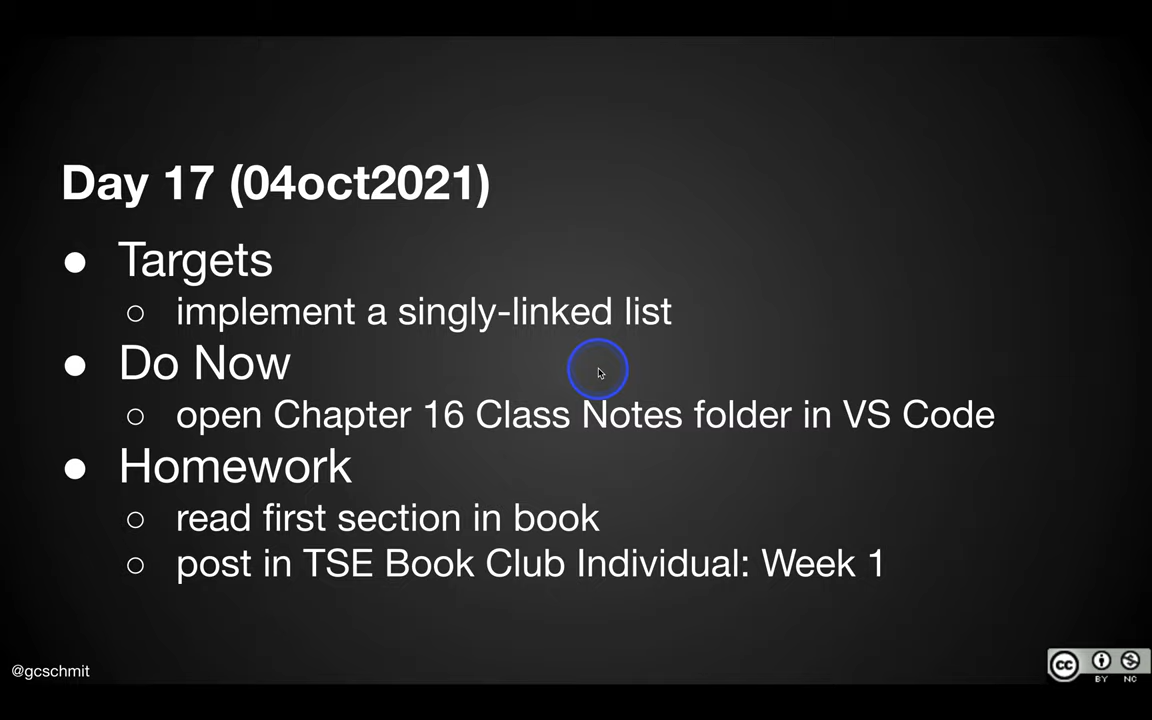 Day 17 (04oct2021)
● Targets
○ implement a singly-linked list
● Do Now
○ open Chapter 16 Class Notes folder in VS Code
● Homework
○ read first section in book
○ post in TSE Book Club Individual: Week 1
@gcschmit
cc
BY NC